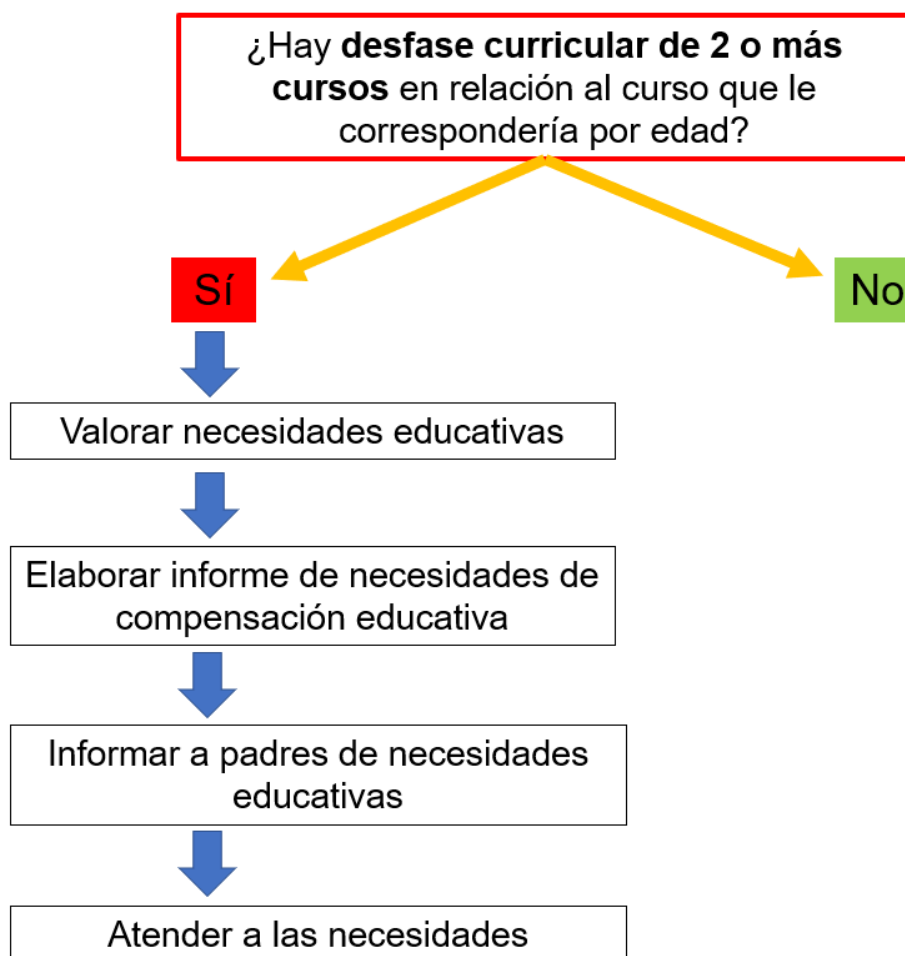 ¿Hay desfase curricular de 2 o más
cursos en relación al curso que le
correspondería por edad?
Sí
No
Valorar necesidades educativas
Elaborar informe de necesidades de
compensación educativa
Informar a padres de necesidades
educativas
Atender a las necesidades